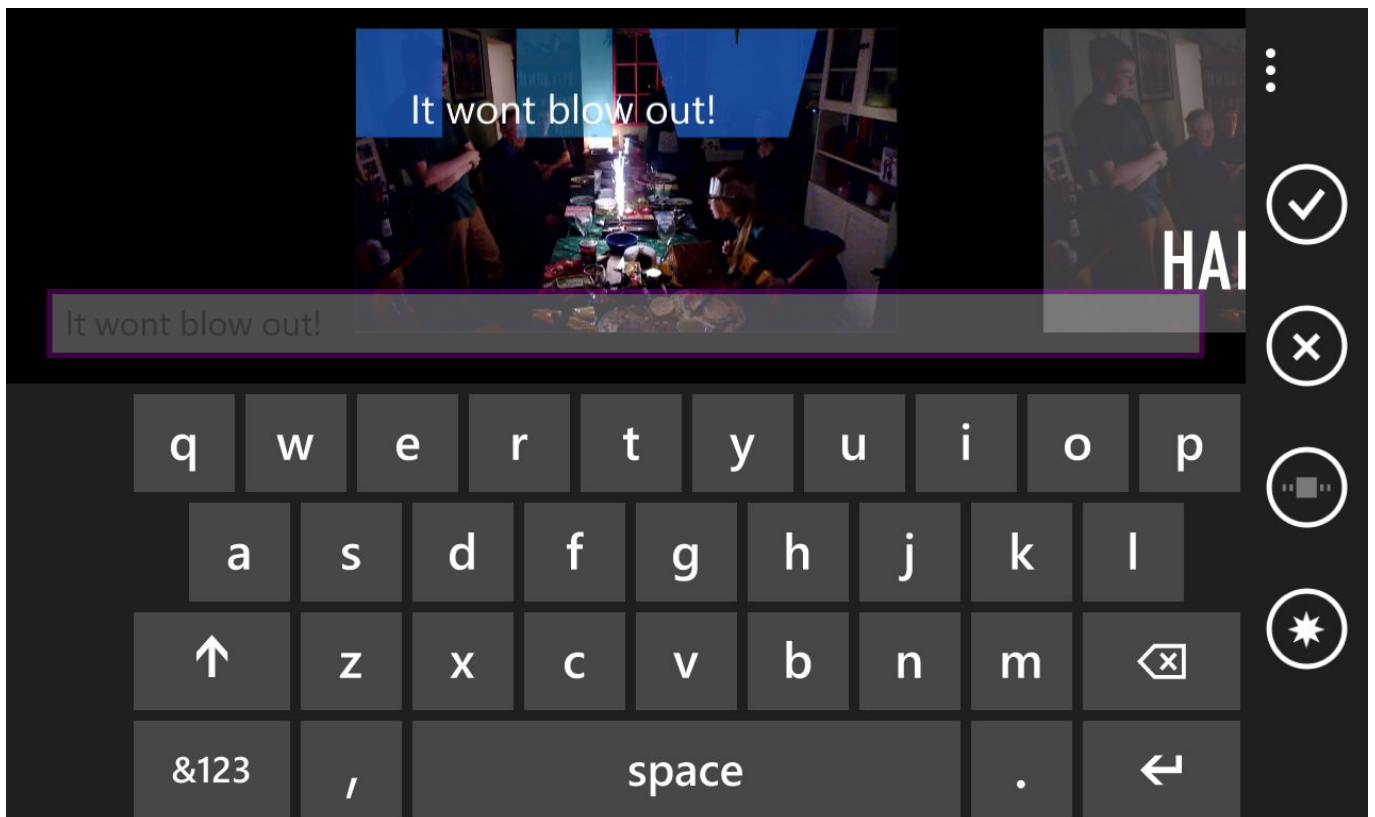 It wont blow out!
HAI
It wont blow out!
q w e r t y u i o p
a s d f g h j k l
z x c v b n m
&123 , space .